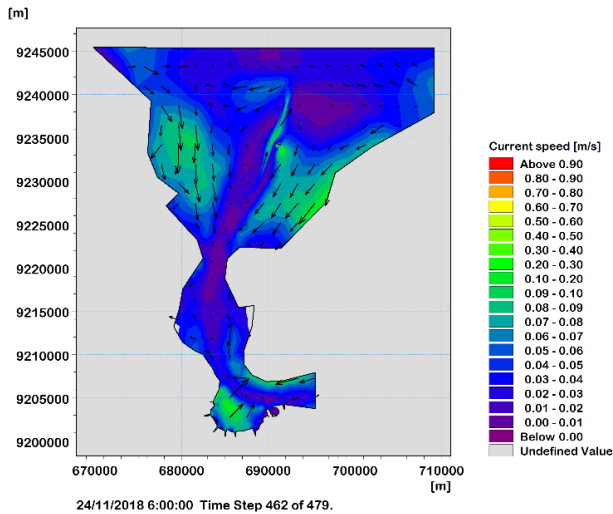 [m]
9245000
9240000
9235000
9230000
9225000
9220000
9215000
9210000
9205000
9200000
670000 680000 690000 700000 710000
[m]
24/11/2018 6:00:00 Time Step 462 of 479.
Current speed [m/s]
Above 0.90
0.80 - 0.90
0.70 - 0.80
0.60 - 0.70
0.50 - 0.60
0.40 - 0.50
0.30 - 0.40
0.20 - 0.30
0.10 - 0.20
0.09 - 0.10
0.08 - 0.09
0.07 - 0.08
0.06 - 0.07
0.05 - 0.06
0.04 - 0.05
0.03 - 0.04
0.02 - 0.03
0.01 - 0.02
0.00 - 0.01
Below 0.00
Undefined Value